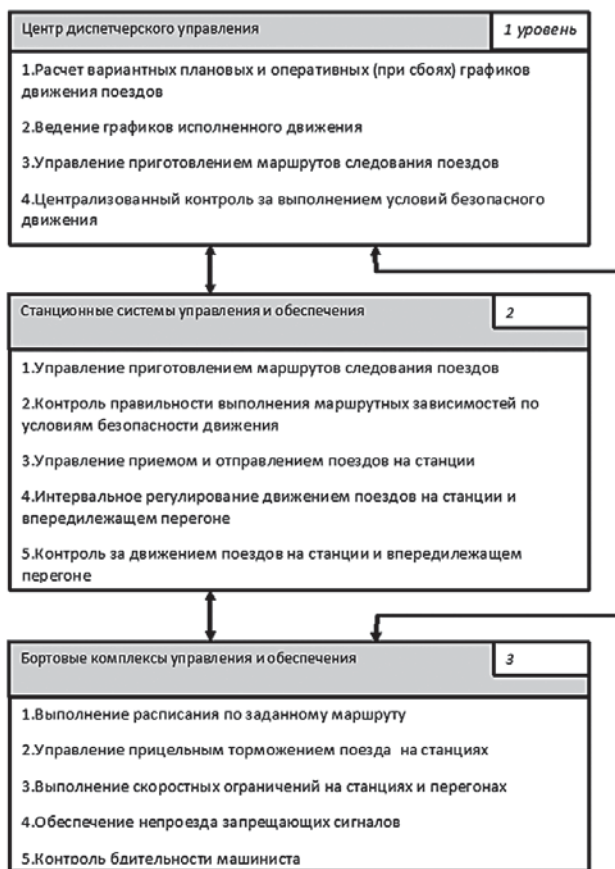 Центр диспетчерского управления
1 уровень
1.Расчет вариантных плановых и оперативных (при сбоях) графиков
движения поездов
2.Ведение графиков исполненного движения
3.Управление приготовлением маршрутов следования поездов
4.Централизованный контроль за выполнением условий безопасного
движения
Станционные системы управления и обеспечения
2
1.Управление приготовлением маршрутов следования поездов
2.Контроль правильности выполнения маршрутных зависимостей по
условиям безопасности движения
3.Управление приемом и отправлением поездов на станции
4.Интервальное регулирование движением поездов на станции и
впередилежащем перегоне
5.Контроль за движением поездов на станции и впередилежащем
перегоне
Бортовые комплексы управления и обеспечения
3
1.Выполнение расписания по заданному маршруту
2.Управление прицельным торможением поезда на станциях
3.Выполнение скоростных ограничений на станциях и перегонах
4.Обеспечение непроезда запрещающих сигналов
5.Контроль бдительности машиниста